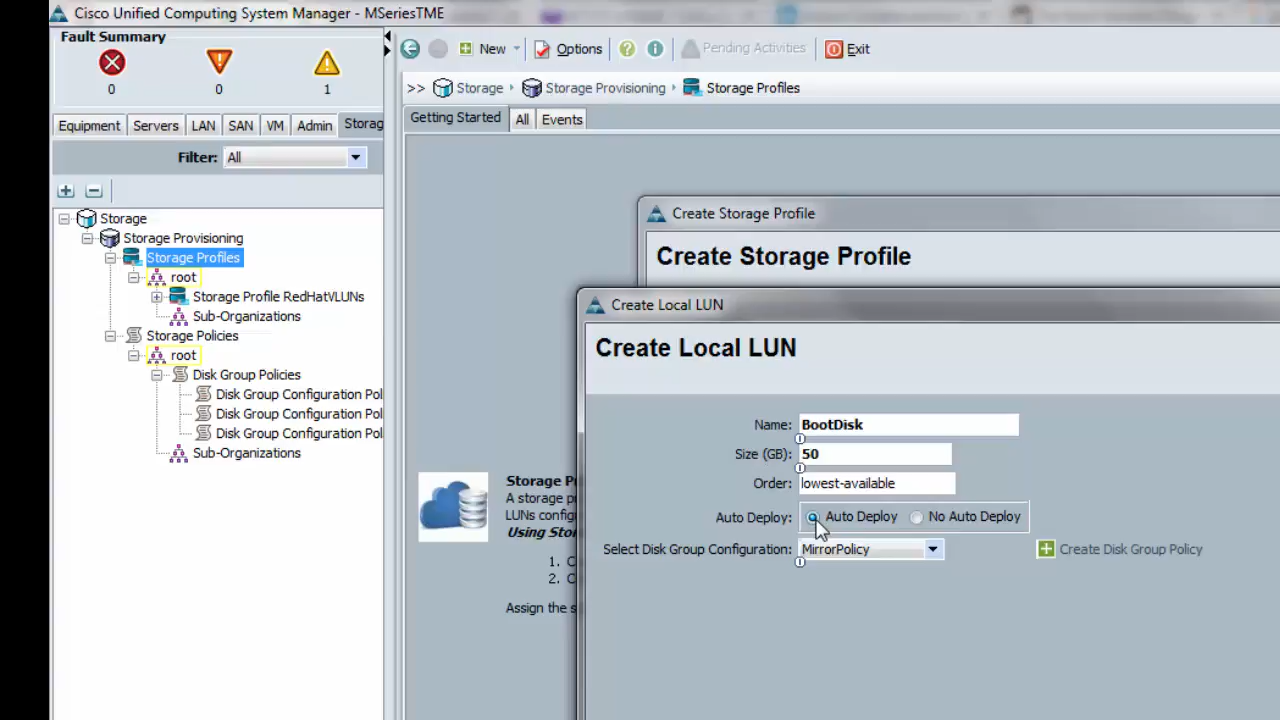 Cisco Unified Computing System Manager - MSeriesTME
Fault Summary
0 0 1
New Options Pending Activities Exit
>> Storage Storage Provisioning Storage Profiles
Getting Started All Events
Equipment Servers LAN SAN VM Admin Storag
Filter: All
Storage
Storage Provisioning
Storage Profiles
root
Storage Profile RedHatVLUNs
Sub-Organizations
Storage Policies
root
Disk Group Policies
Disk Group Configuration Pol
Disk Group Configuration Pol
Disk Group Configuration Pol
Sub-Organizations
Storage P
A storage p
LUNs config
Using Stor
1. C
2. C
Assign the s
Create Storage Profile
Create Storage Profile
Create Local LUN
Create Local LUN
Name: BootDisk
Size (GB): 50
Order: lowest-available
Auto Deploy: Auto Deploy No Auto Deploy
Select Disk Group Configuration: MirrorPolicy Create Disk Group Policy